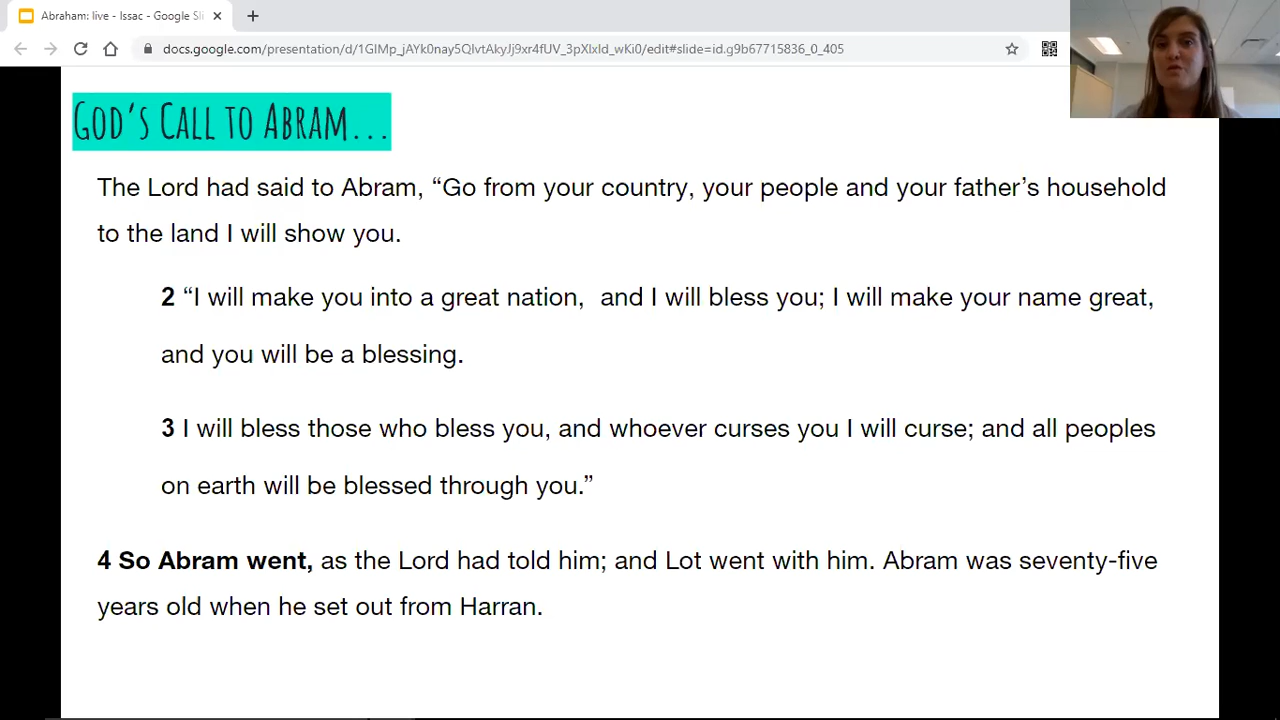 Abraham: live - Issac - Google Sli
docs.google.com/presentation/d/1GIMp_jAYk0nay5QIvtAkyJj9xr4fUV_3pXlxId_wKi0/edit#slide=id.g9b67715836_0_405
God's Call to Abram...
The Lord had said to Abram, “Go from your country, your people and your father’s household
to the land I will show you.
2 “I will make you into a great nation,  and I will bless you; I will make your name great,
and you will be a blessing.
3 I will bless those who bless you, and whoever curses you I will curse; and all peoples
on earth will be blessed through you.”
4 So Abram went, as the Lord had told him; and Lot went with him. Abram was seventy-five
years old when he set out from Harran.